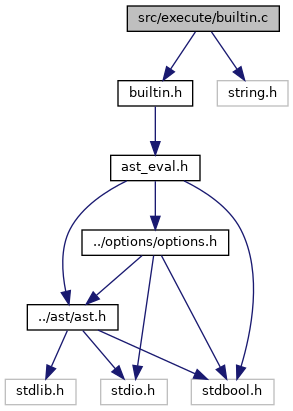 src/execute/builtin.c
builtin.h
string.h
ast_eval.h
../options/options.h
../ast/ast.h
stdlib.h
stdio.h
stdbool.h